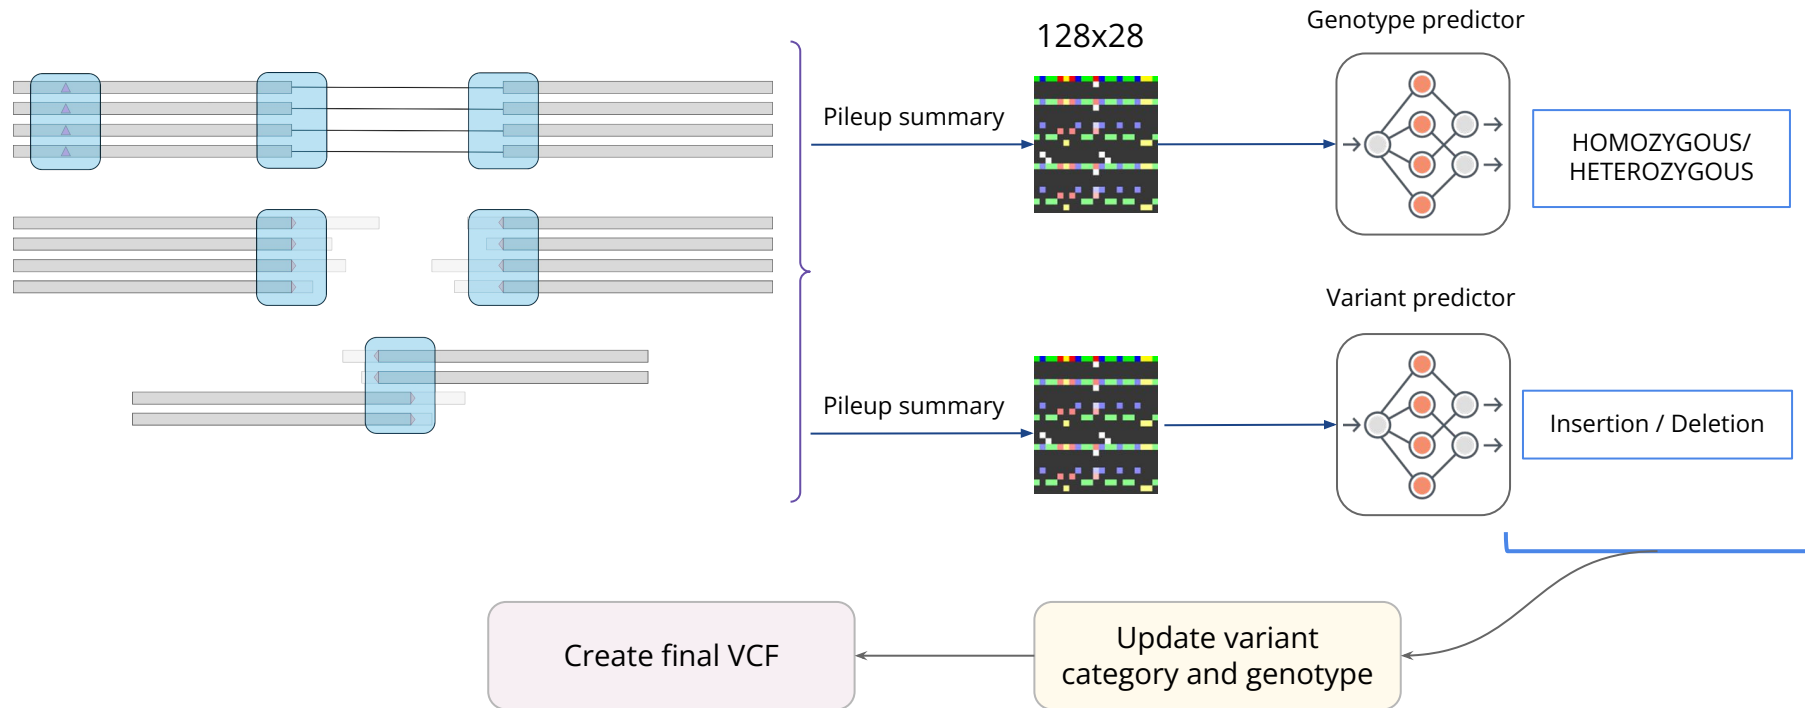 Genotype predictor
128x28
Pileup summary
HOMOZYGOUS/
HETEROZYGOUS
Variant predictor
Pileup summary
Insertion / Deletion
Create final VCF
Update variant
category and genotype